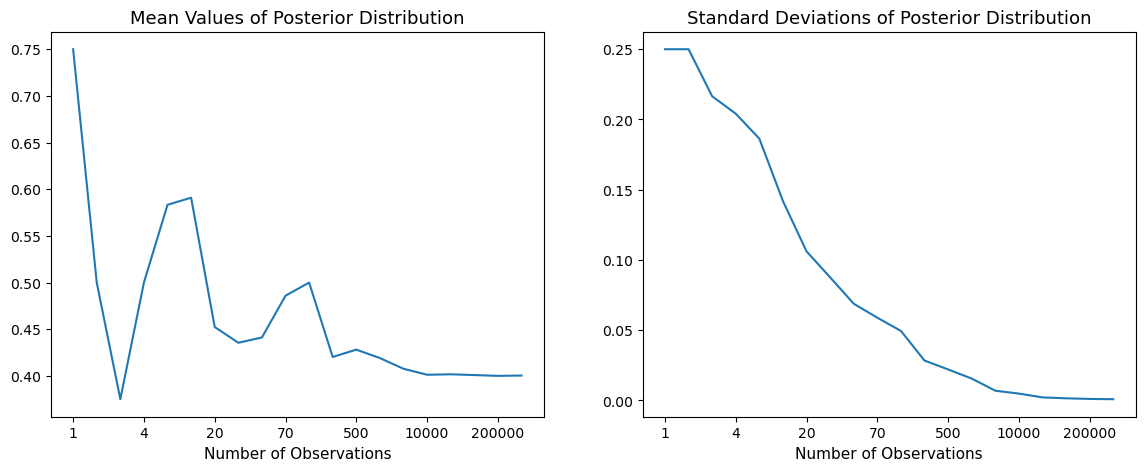 Mean Values of Posterior Distribution
0.75
0.70
0.65
0.60
0.55
0.50
0.45
0.40
1 4 20 70 500 10000 200000
Number of Observations
Standard Deviations of Posterior Distribution
0.25
0.20
0.15
0.10
0.05
0.00
1 4 20 70 500 10000 200000
Number of Observations